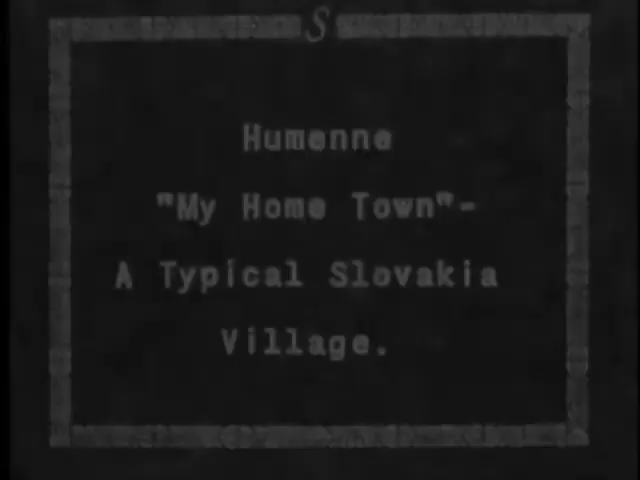 S
Humenne
"My Home Town"-
A Typical Slovakia
Village.